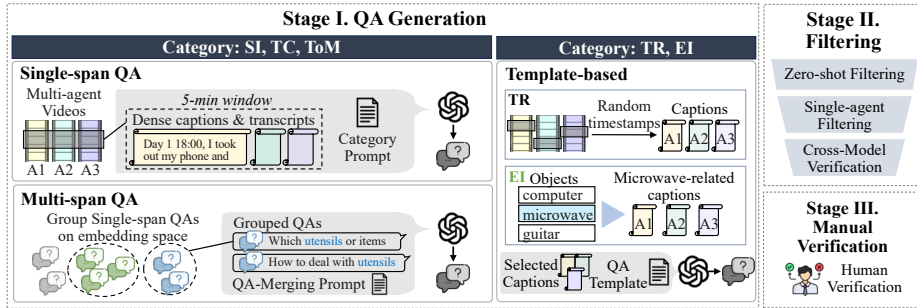 Stage I. QA Generation
Category: SI, TC, ToM
Single-span QA
Multi-agent
Videos
A1 A2 A3
5-min window
Dense captions & transcripts
Day 1 18:00, I took
out my phone and
Category
Prompt
Multi-span QA
Group Single-span QAs
on embedding space
Grouped QAs
Which utensils or items
How to deal with utensils
QA-Merging Prompt
Category: TR, EI
Template-based
TR
Random
timestamps
Captions
A1 A2 A3
EI Objects
computer
microwave
guitar
Microwave-related
captions
A1 A2 A3
Selected
Captions
QA
Template
Stage II.
Filtering
Zero-shot Filtering
Single-agent
Filtering
Cross-Model
Verification
Stage III.
Manual
Verification
Human
Verification